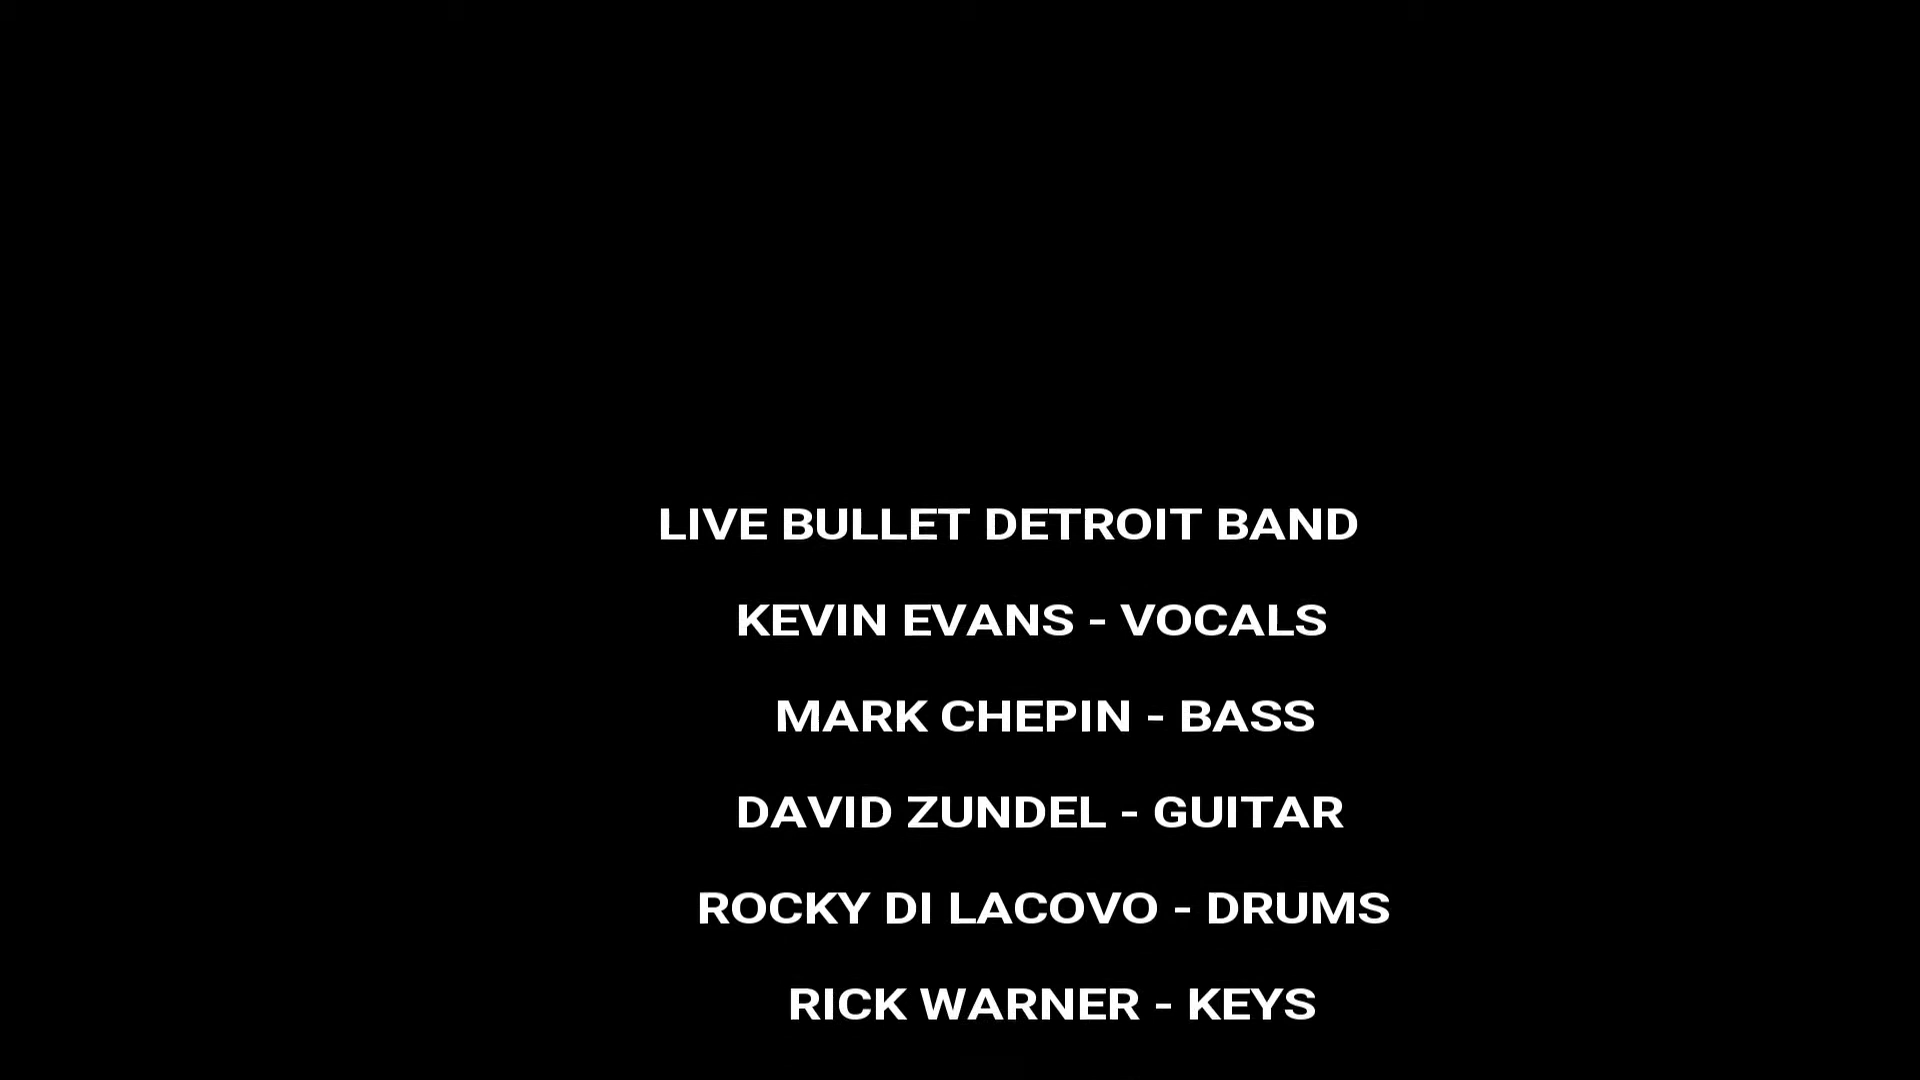 LIVE BULLET DETROIT BAND
KEVIN EVANS - VOCALS
MARK CHEPIN - BASS
DAVID ZUNDEL - GUITAR
ROCKY DI LACOVO - DRUMS
RICK WARNER - KEYS